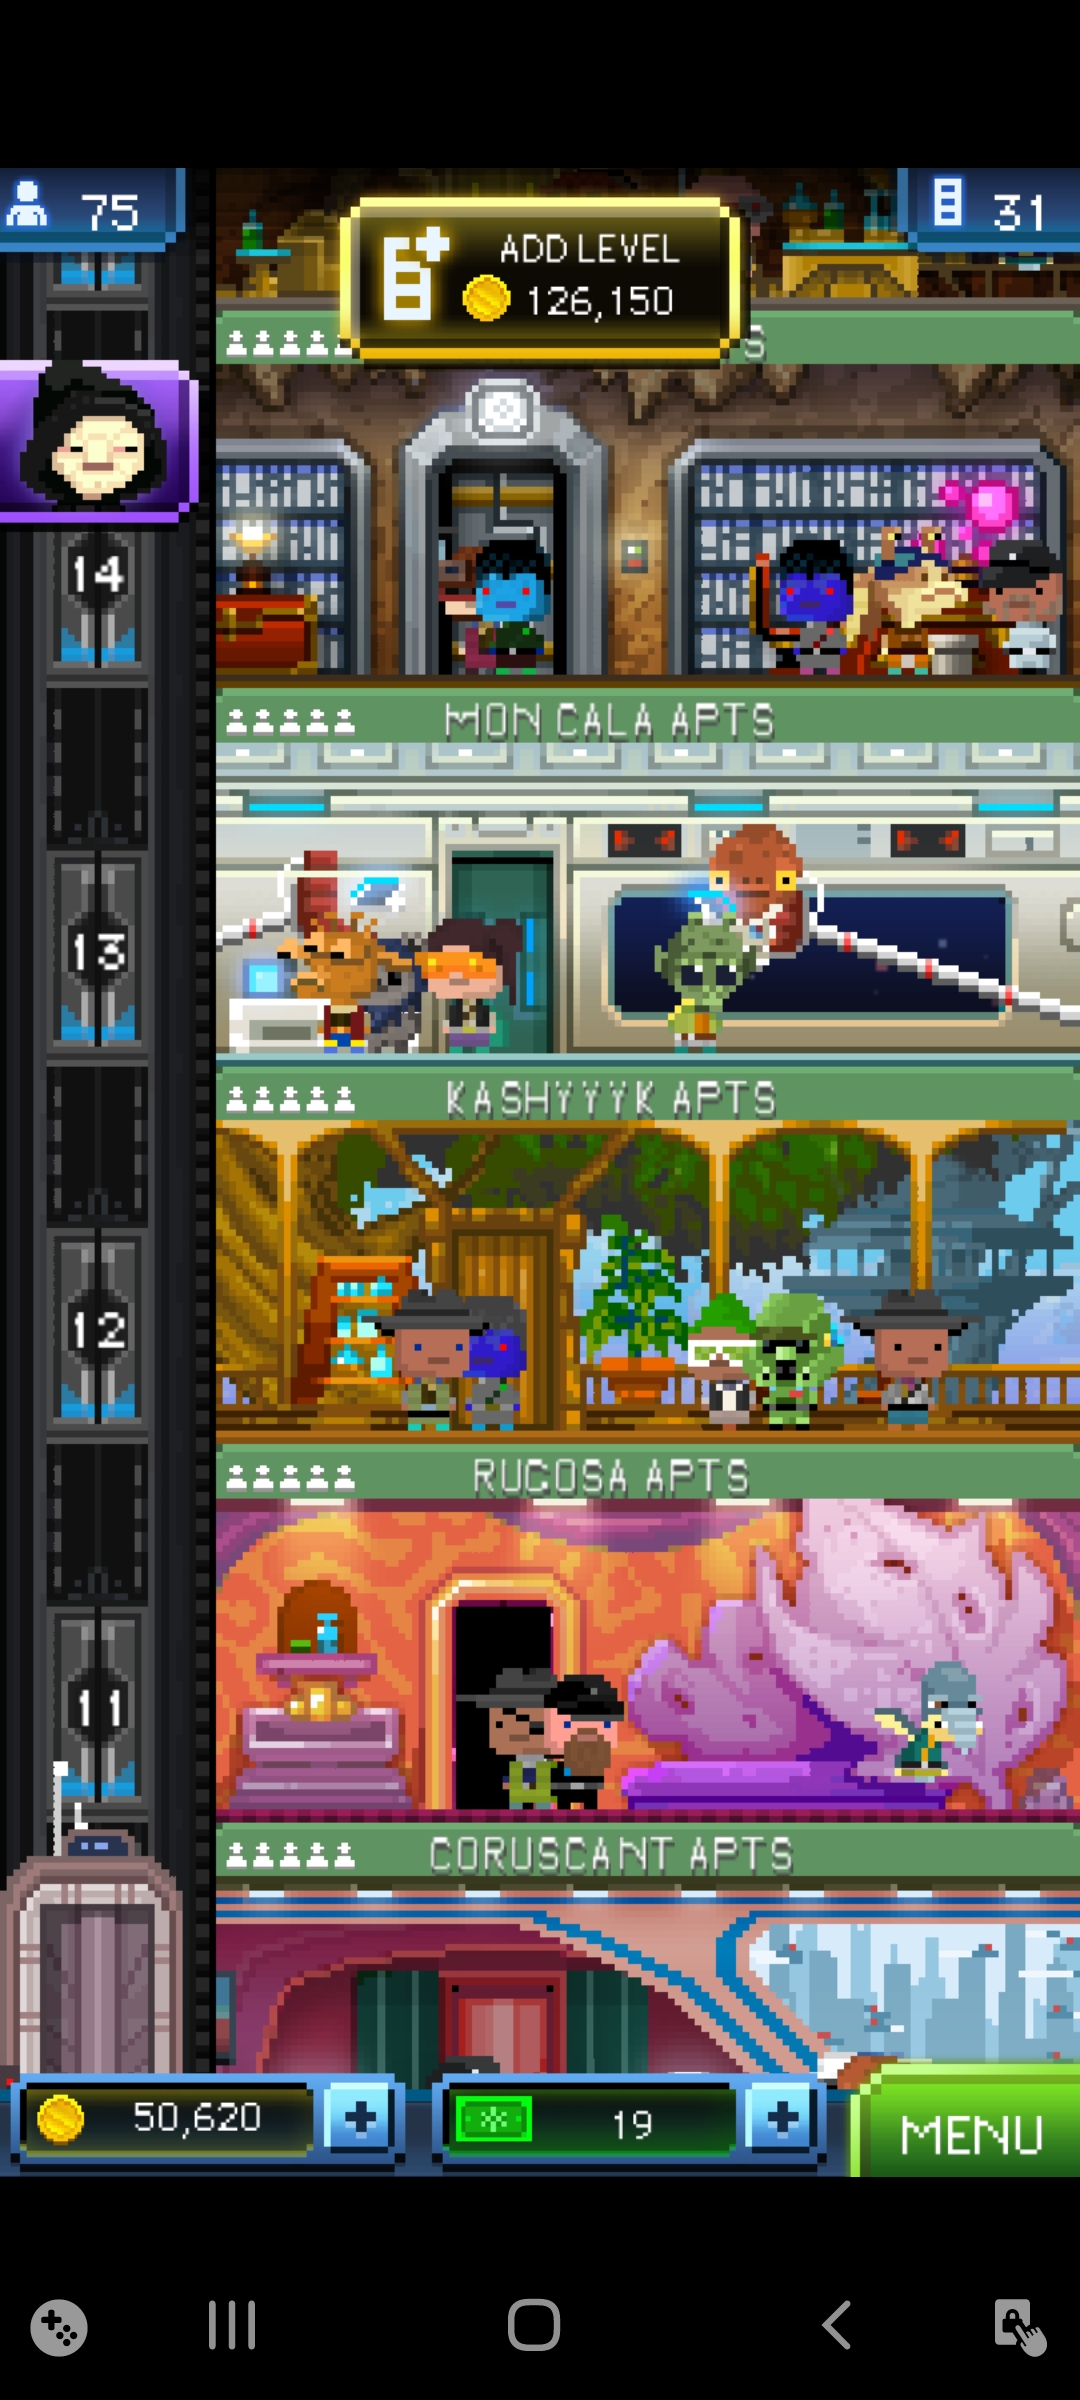 75
ADD LEVEL
126,150
31
S
14
MON CALA APTS
13
KASHYYYK APTS
12
RUGOSA APTS
11
CORUSCANT APTS
50,620
19
MENU